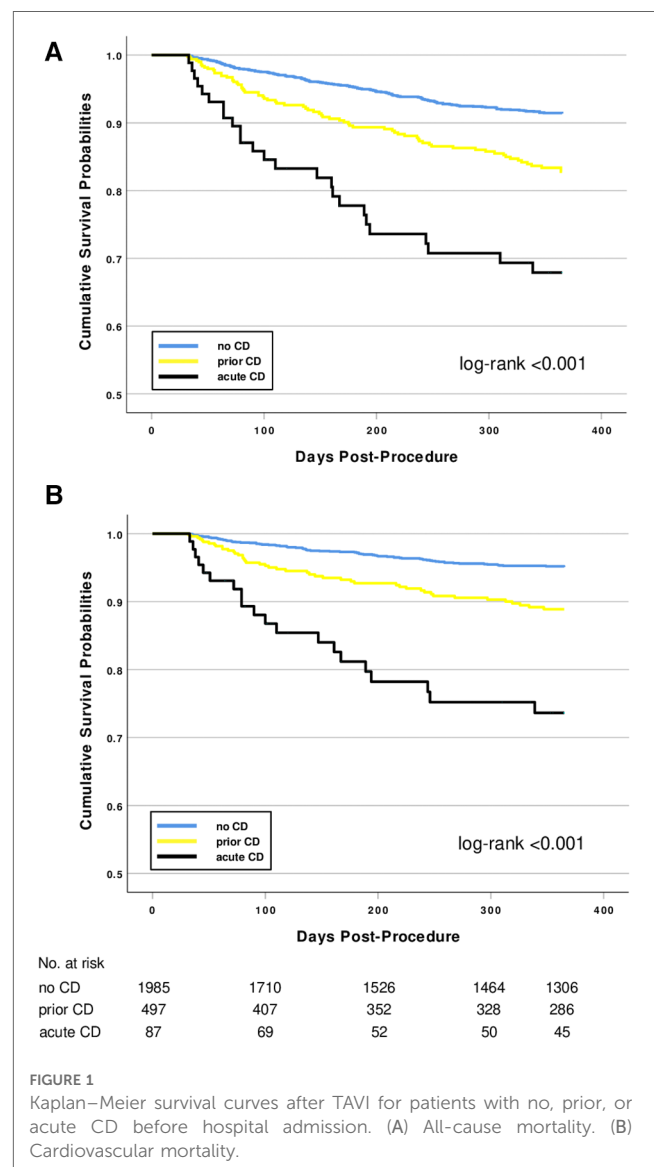 A
1.0
0.9
0.8
0.7
0.6
0.5
Cumulative Survival Probabilities
no CD
prior CD
acute CD
log-rank <0.001
0 100 200 300 400
Days Post-Procedure
B
1.0
0.9
0.8
0.7
0.6
0.5
Cumulative Survival Probabilities
no CD
prior CD
acute CD
log-rank <0.001
0 100 200 300 400
Days Post-Procedure
No. at risk
no CD 1985 1710 1526 1464 1306
prior CD 497 407 352 328 286
acute CD 87 69 52 50 45
FIGURE 1
Kaplan–Meier survival curves after TAVI for patients with no, prior, or
acute CD before hospital admission. (A) All-cause mortality. (B)
Cardiovascular mortality.